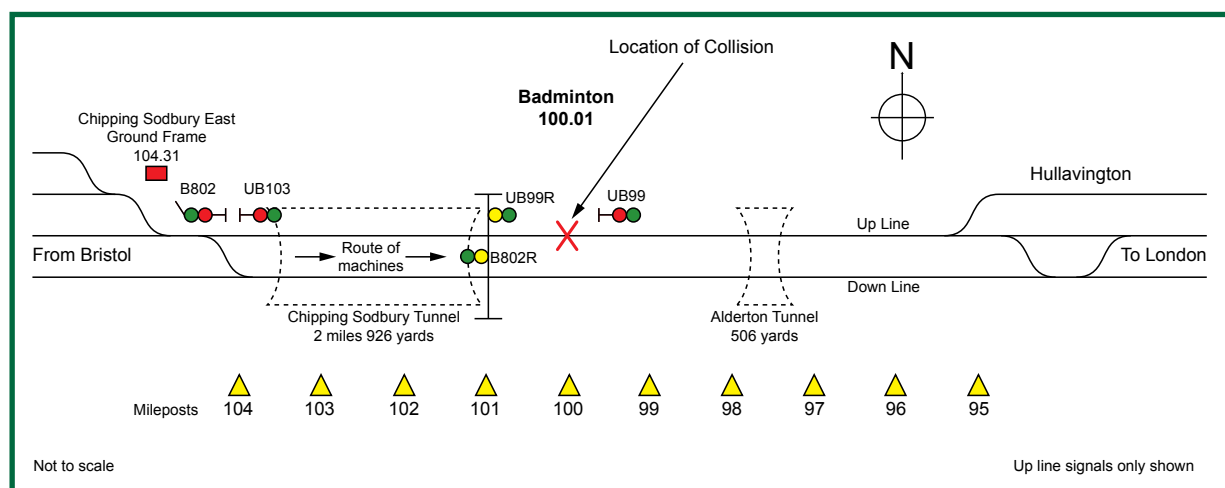 Location of Collision
N
Badminton
100.01
Chipping Sodbury East
Ground Frame
104.31
B802
UB103
UB99R
UB99
Hullavington
Up Line
From Bristol
Route of
machines
B802R
To London
Down Line
Chipping Sodbury Tunnel
2 miles 926 yards
Alderton Tunnel
506 yards
Mileposts
104
103
102
101
100
99
98
97
96
95
Not to scale
Up line signals only shown